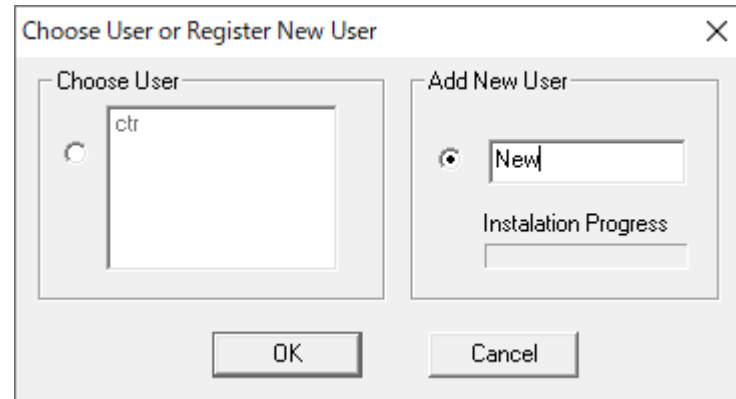 Choose User or Register New User
Choose User
ctr
Add New User
New
Instalation Progress
OK
Cancel